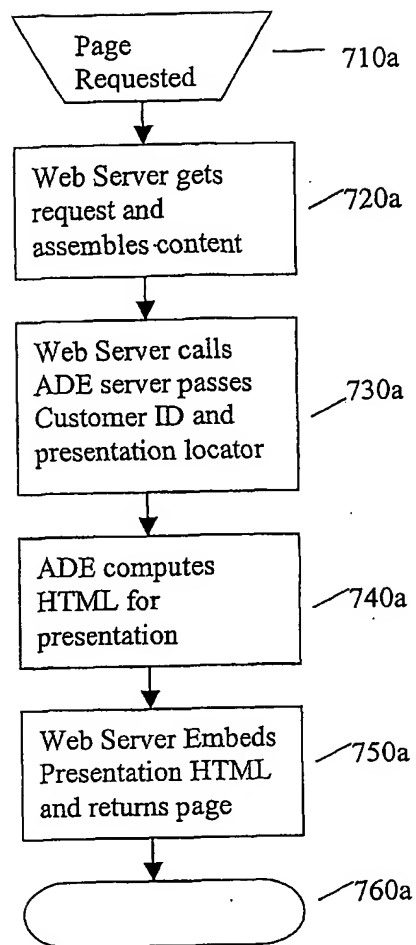 Page
Requested
710a
Web Server gets
request and
assembles content
720a
Web Server calls
ADE server passes
Customer ID and
presentation locator
730a
ADE computes
HTML for
presentation
740a
Web Server Embeds
Presentation HTML
and returns page
750a
760a